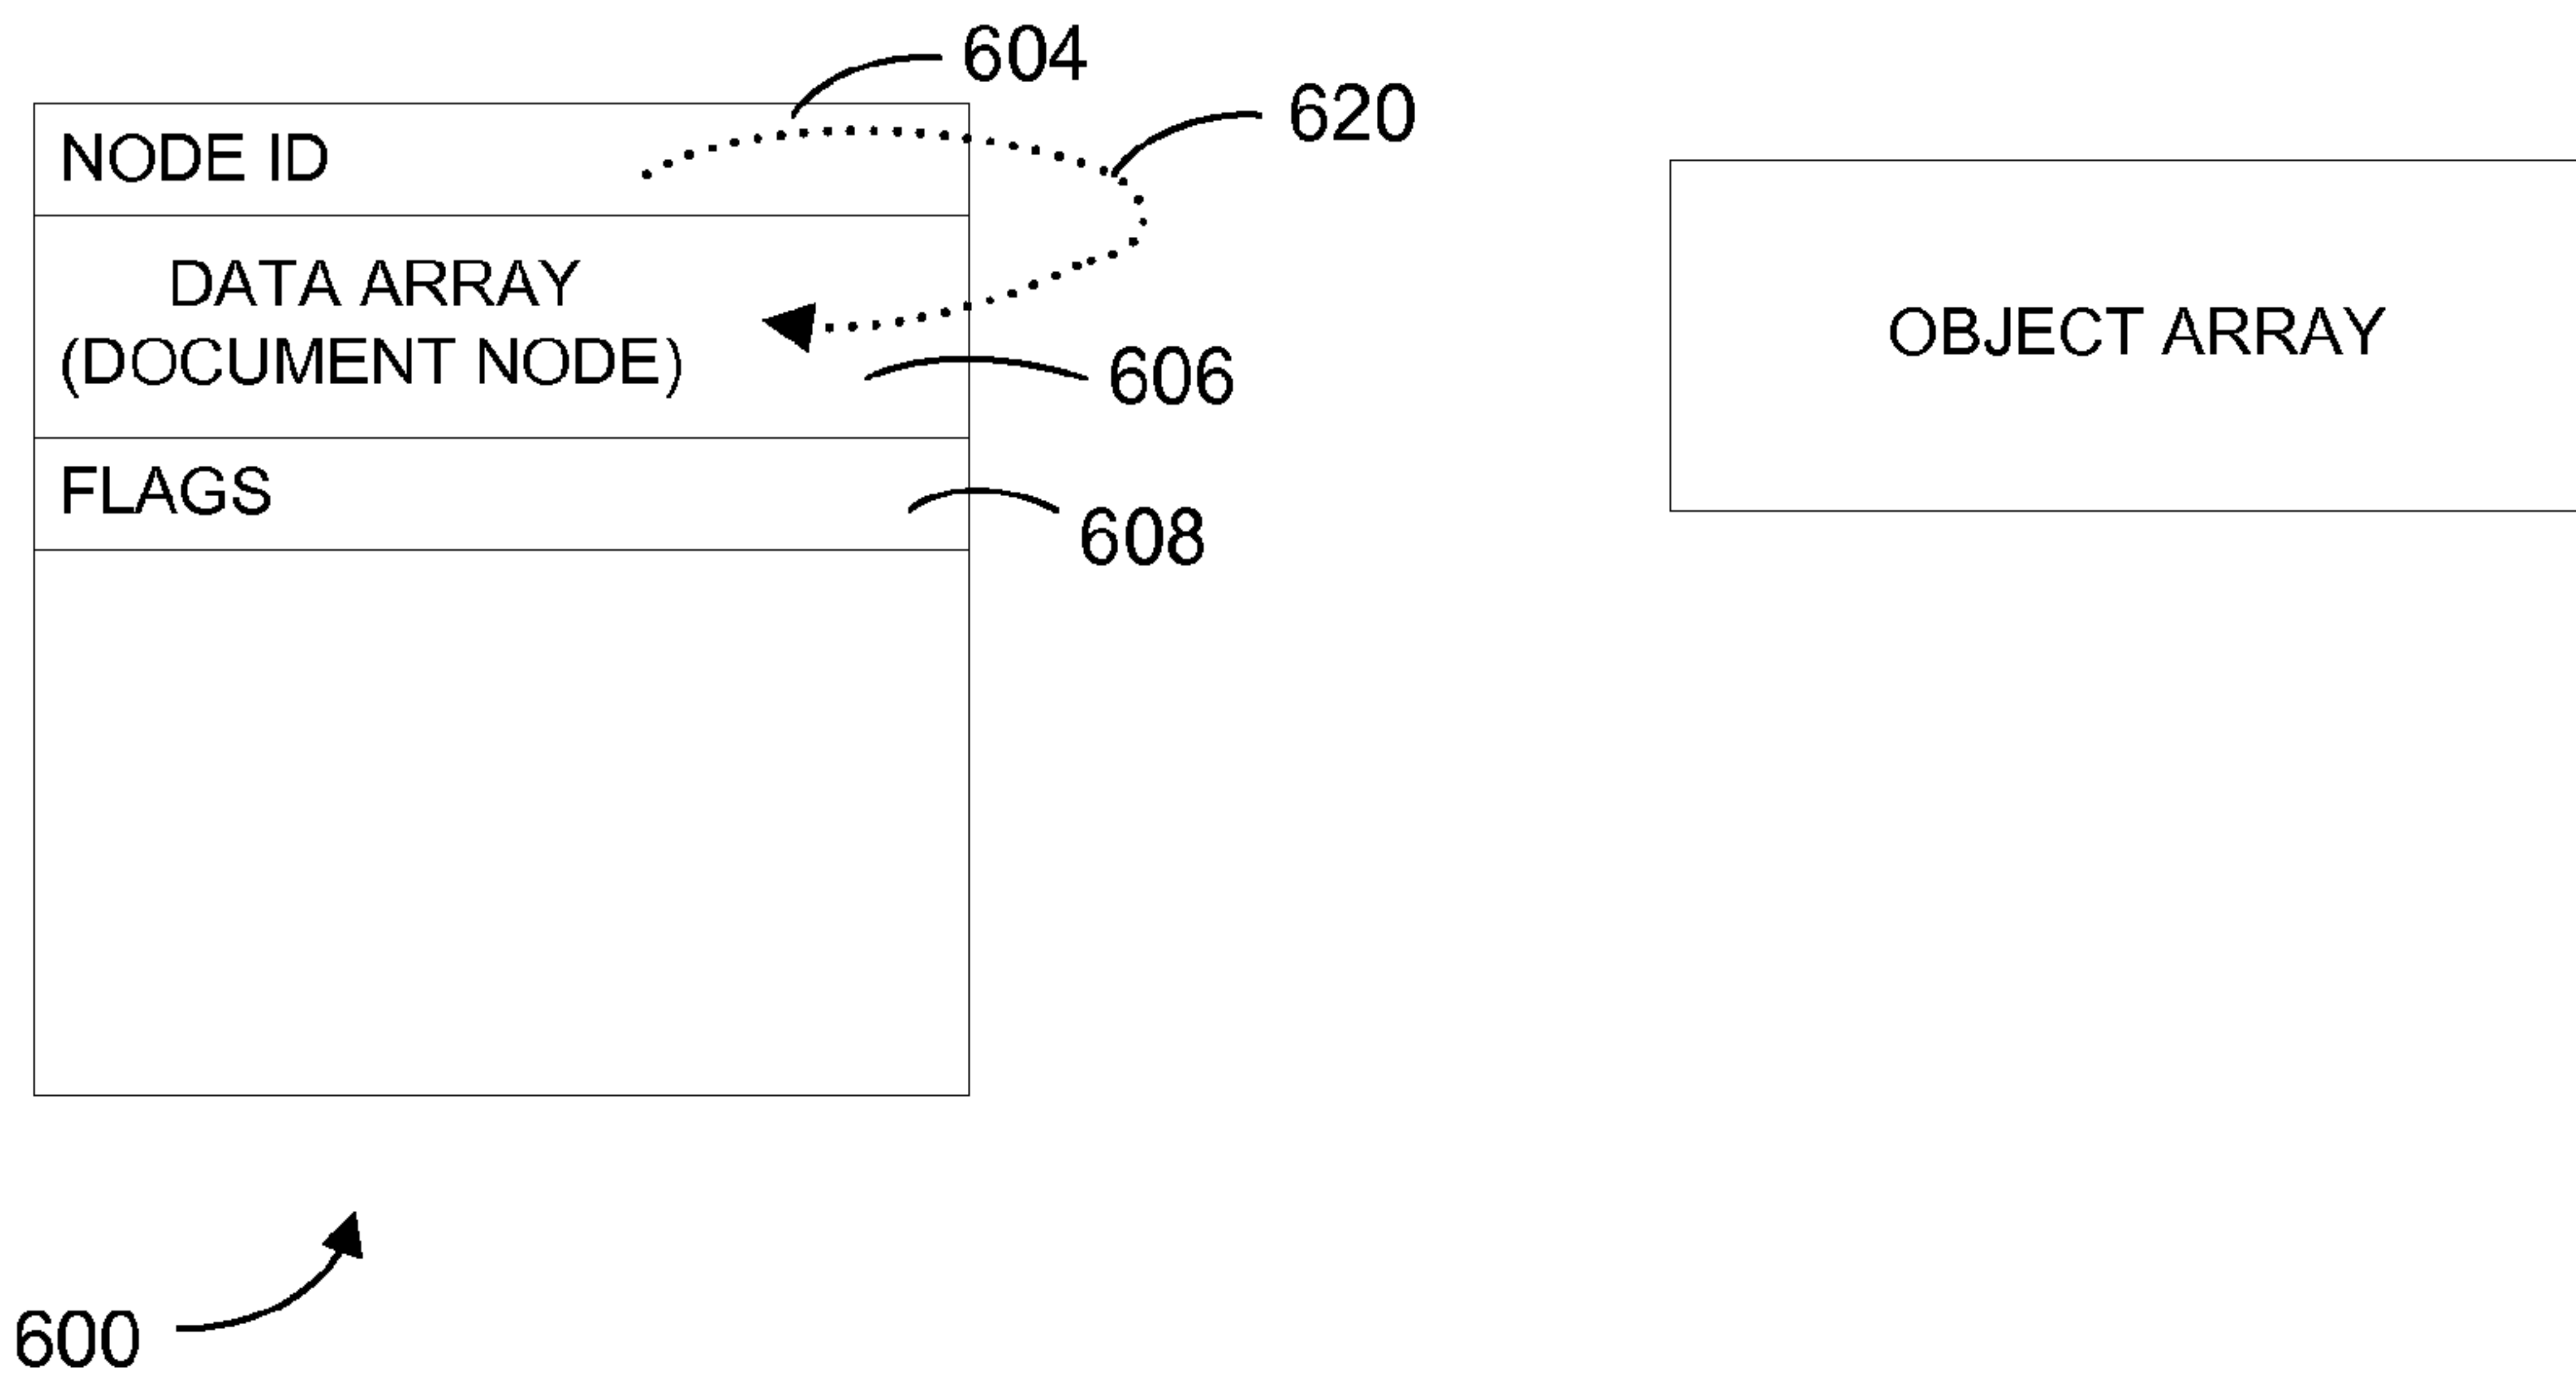 604
620
NODE ID
DATA ARRAY
(DOCUMENT NODE)
606
FLAGS
608
OBJECT ARRAY
600